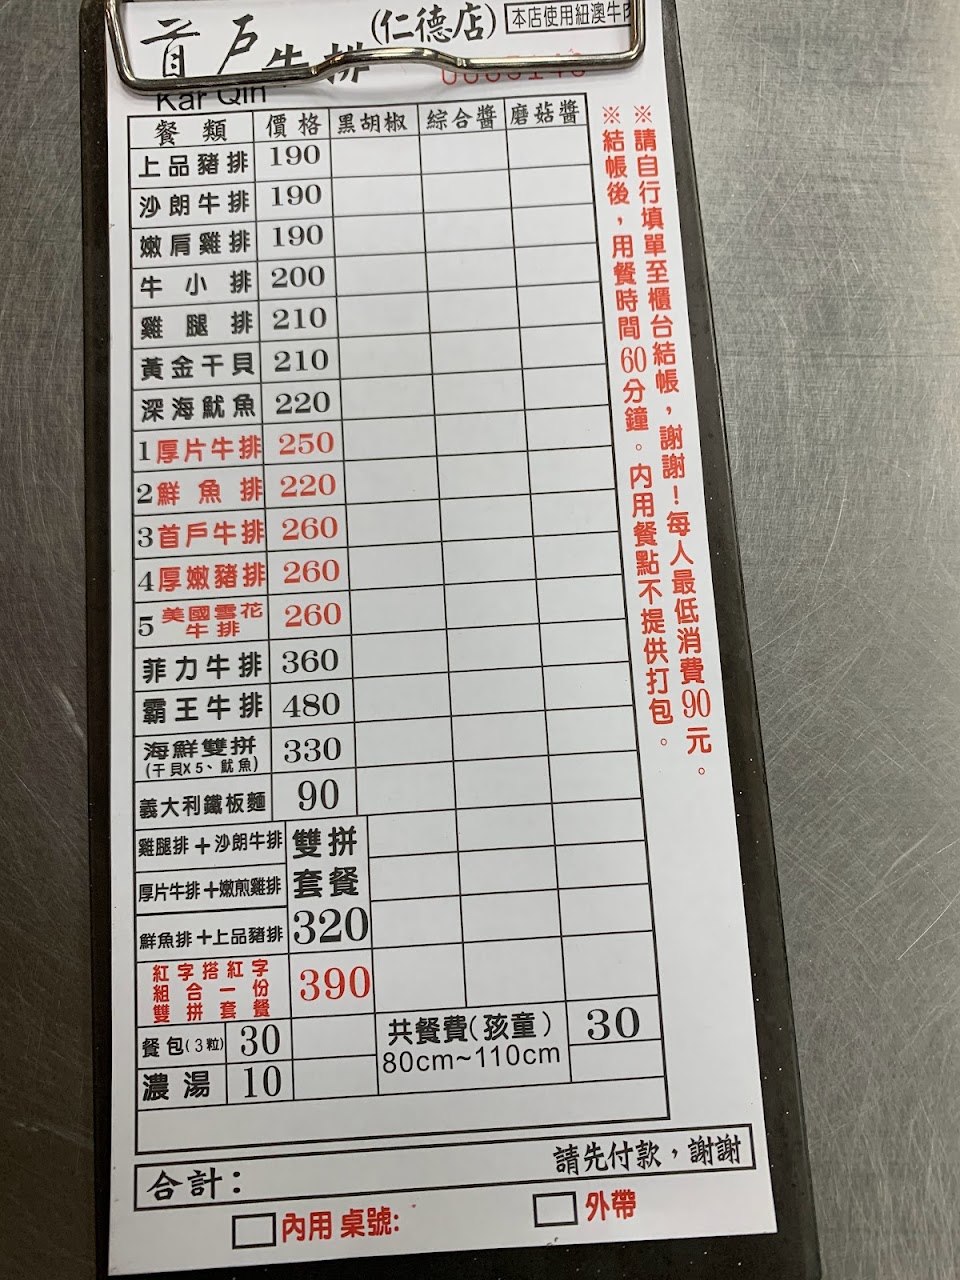 首戶牛排 (仁德店) 本店使用紐澳牛肉
Kar Qin
餐類 價格 黑胡椒 綜合醬 磨菇醬
上品豬排 190
沙朗牛排 190
嫩肩雞排 190
牛小排 200
雞腿排 210
黃金干貝 210
深海魷魚 220
1 厚片牛排 250
2 鮮魚排 220
3 首戶牛排 260
4 厚嫩豬排 260
5 美國雪花牛排 260
菲力牛排 360
霸王牛排 480
海鮮雙拼 330
(干貝X5、魷魚)
義大利鐵板麵 90
雞腿排＋沙朗牛排 雙拼
厚片牛排＋嫩煎雞排 套餐
鮮魚排＋上品豬排 320
紅字搭紅字
組合一份 390
雙拼套餐
餐包(3粒) 30 共餐費(孩童) 30
80cm~110cm
濃湯 10
請先付款，謝謝
合計：
內用 桌號: 外帶
※請自行填單至櫃台結帳，謝謝！每人最低消費90元。
※結帳後，用餐時間60分鐘。內用餐點不提供打包。